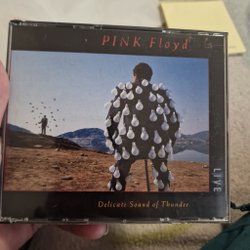 PINK Floyd
Delicate Sound of Thunder
LIVE